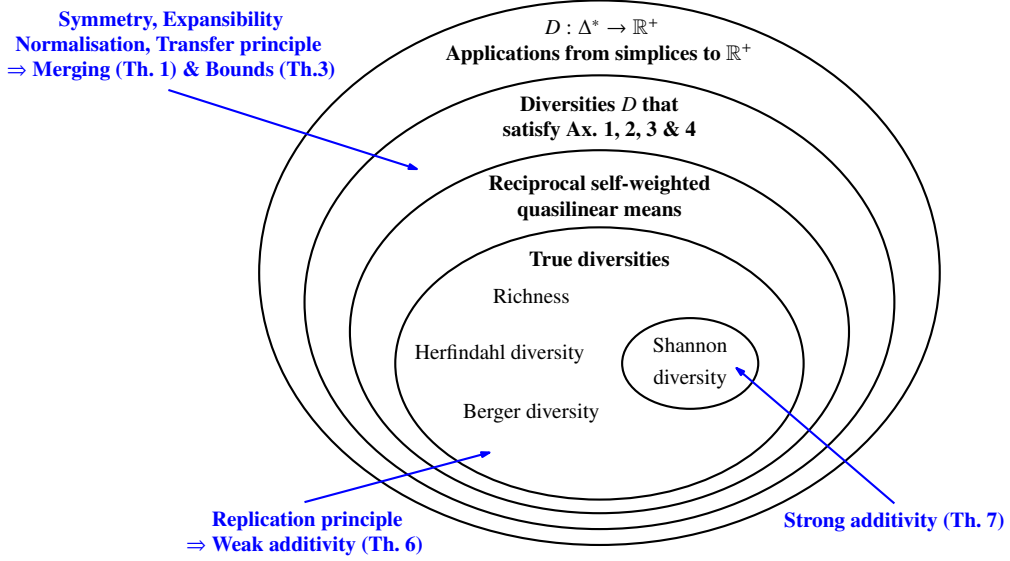 Symmetry, Expansibility
Normalisation, Transfer principle
⇒ Merging (Th. 1) & Bounds (Th.3)
D : Δ* → ℝ⁺
Applications from simplices to ℝ⁺
Diversities D that
satisfy Ax. 1, 2, 3 & 4
Reciprocal self-weighted
quasilinear means
True diversities
Richness
Herfindahl diversity
Berger diversity
Shannon
diversity
Replication principle
⇒ Weak additivity (Th. 6)
Strong additivity (Th. 7)